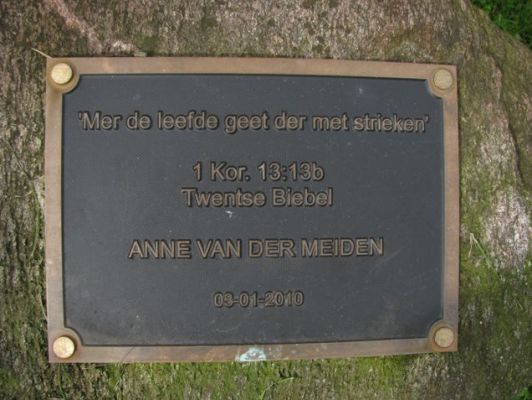 'Mer de leefde geet der met strieken'
1 Kor. 13:13b
Twentse Biebel
ANNE VAN DER MEIDEN
09-01-2010